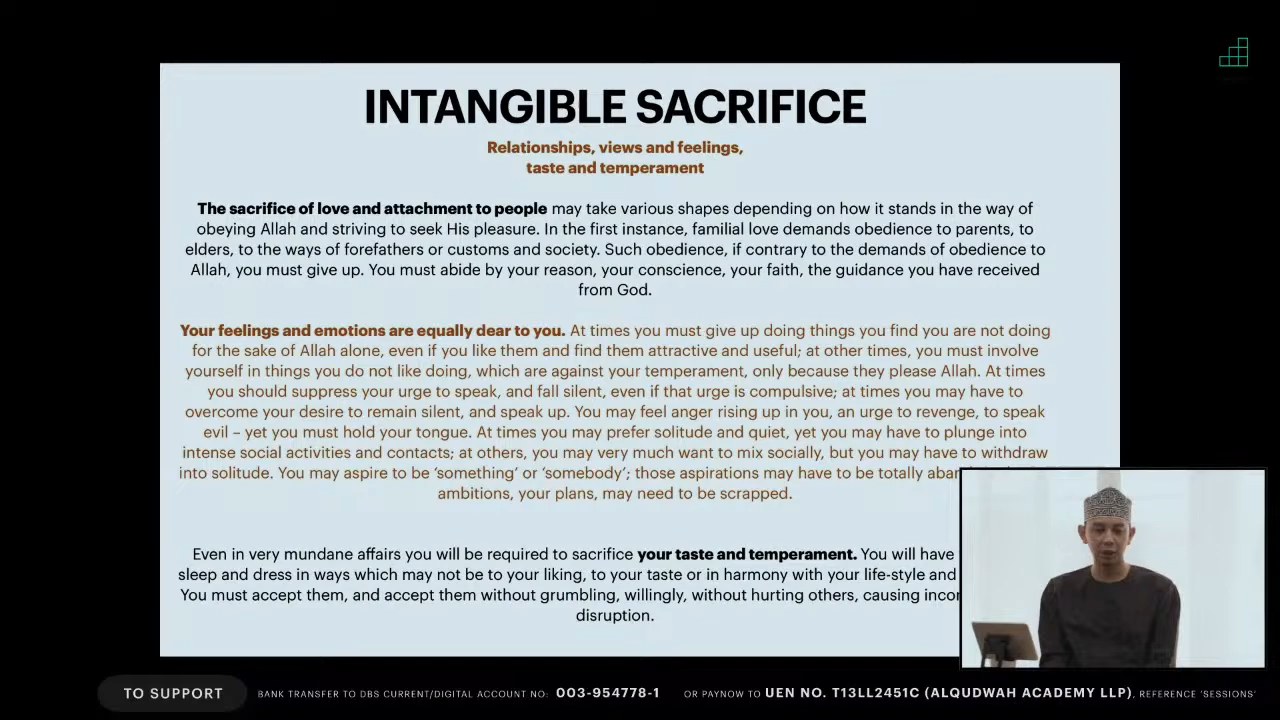 INTANGIBLE SACRIFICE
Relationships, views and feelings,
taste and temperament
The sacrifice of love and attachment to people may take various shapes depending on how it stands in the way of
obeying Allah and striving to seek His pleasure. In the first instance, familial love demands obedience to parents, to
elders, to the ways of forefathers or customs and society. Such obedience, if contrary to the demands of obedience to
Allah, you must give up. You must abide by your reason, your conscience, your faith, the guidance you have received
from God.
Your feelings and emotions are equally dear to you. At times you must give up doing things you find you are not doing
for the sake of Allah alone, even if you like them and find them attractive and useful; at other times, you must involve
yourself in things you do not like doing, which are against your temperament, only because they please Allah. At times
you should suppress your urge to speak, and fall silent, even if that urge is compulsive; at times you may have to
overcome your desire to remain silent, and speak up. You may feel anger rising up in you, an urge to revenge, to speak
evil – yet you must hold your tongue. At times you may prefer solitude and quiet, yet you may have to plunge into
intense social activities and contacts; at others, you may very much want to mix socially, but you may have to withdraw
into solitude. You may aspire to be ‘something’ or ‘somebody’; those aspirations may have to be totally
ambitions, your plans, may need to be scrapped.
Even in very mundane affairs you will be required to sacrifice your taste and temperament. You will have
sleep and dress in ways which may not be to your liking, to your taste or in harmony with your life-style and
You must accept them, and accept them without grumbling, willingly, without hurting others, causing
disruption.
TO SUPPORT BANK TRANSFER TO DBS CURRENT/DIGITAL ACCOUNT NO: 003-954778-1 OR PAYNOW TO UEN NO. T13LL2451C (ALQUDWAH ACADEMY LLP), REFERENCE ‘SESSIONS’